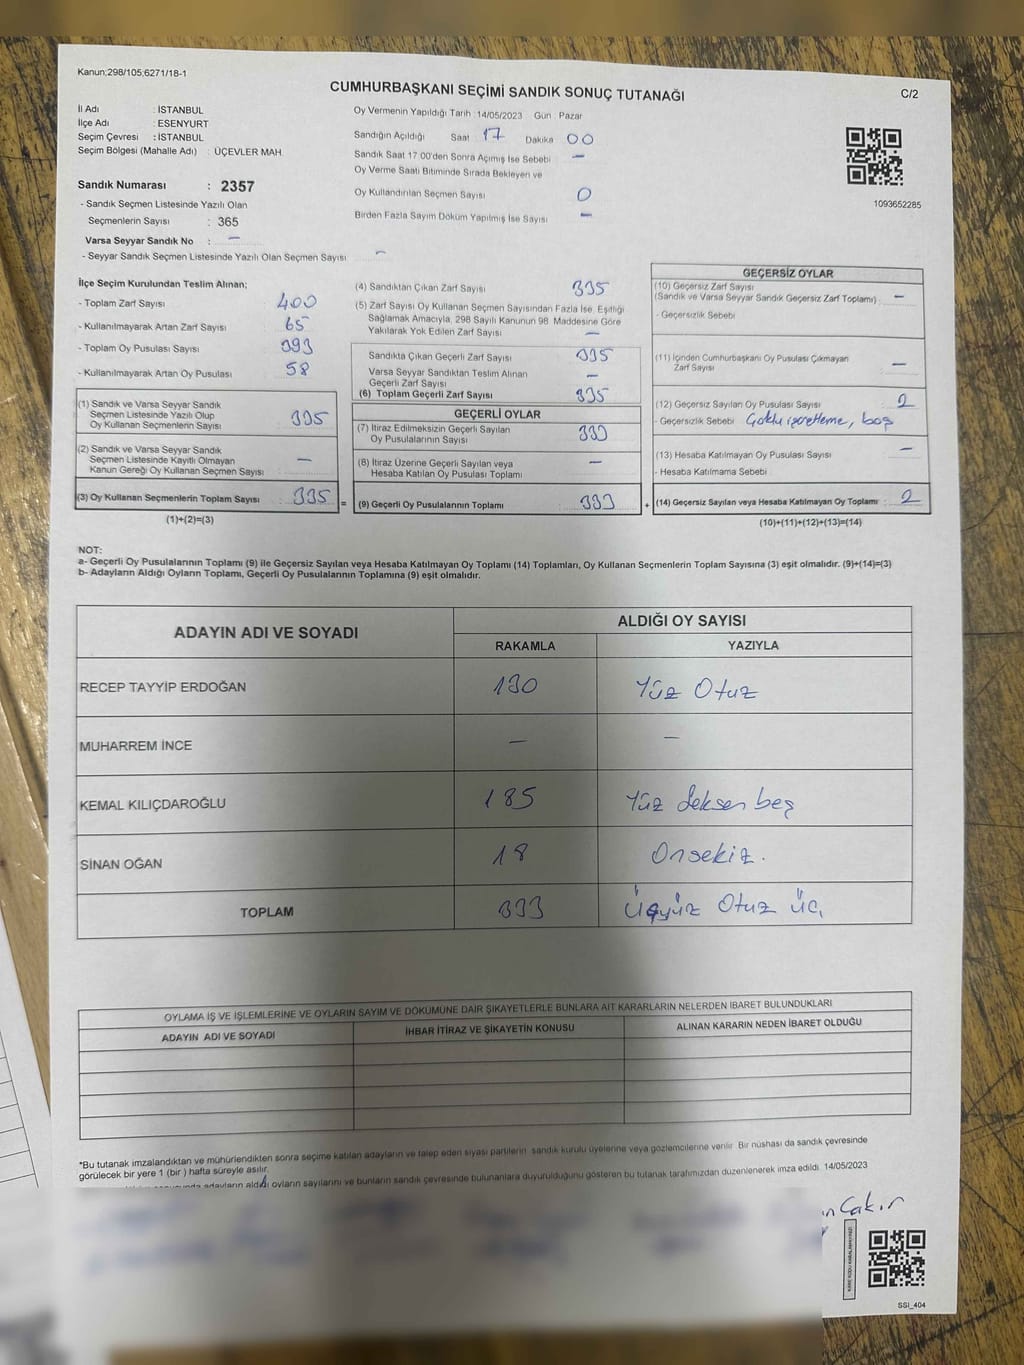 Kanun;298/105;6271/18-1
CUMHURBAŞKANI SEÇİMİ SANDIK SONUÇ TUTANAĞI
C/2
İl Adı : İSTANBUL
İlçe Adı : ESENYURT
Seçim Çevresi : İSTANBUL
Seçim Bölgesi (Mahalle Adı) : ÜÇEVLER MAH.
Sandık Numarası : 2357
- Sandık Seçmen Listesinde Yazılı Olan
Seçmenlerin Sayısı : 365
Varsa Seyyar Sandık No : –
- Seyyar Sandık Seçmen Listesinde Yazılı Olan Seçmen Sayısı –
Oy Vermenin Yapıldığı Tarih : 14/05/2023 Gün : Pazar
Sandığın Açıldığı Saat 17 Dakika 00
Sandık Saat 17.00'den Sonra Açımış İse Sebebi –
Oy Verme Saati Bitiminde Sırada Bekleyen ve
Oy Kullandırılan Seçmen Sayısı 0
Birden Fazla Sayım Döküm Yapılmış İse Sayısı –
1093652285
İlçe Seçim Kurulundan Teslim Alınan;
- Toplam Zarf Sayısı 400
- Kullanılmayarak Artan Zarf Sayısı 65
- Toplam Oy Pusulası Sayısı 393
- Kullanılmayarak Artan Oy Pusulası 58
(1) Sandık ve Varsa Seyyar Sandık
Seçmen Listesinde Yazılı Olup
Oy Kullanan Seçmenlerin Sayısı 335
(2) Sandık ve Varsa Seyyar Sandık
Seçmen Listesinde Kayıtlı Olmayan
Kanun Gereği Oy Kullanan Seçmen Sayısı –
(3) Oy Kullanan Seçmenlerin Toplam Sayısı 335 =
(1)+(2)=(3)
(4) Sandıktan Çıkan Zarf Sayısı 335
(5) Zarf Sayısı Oy Kullanan Seçmen Sayısından Fazla İse, Eşitliği
Sağlamak Amacıyla, 298 Sayılı Kanunun 98. Maddesine Göre
Yakılarak Yok Edilen Zarf Sayısı –
Sandıkta Çıkan Geçerli Zarf Sayısı 335
Varsa Seyyar Sandıktan Teslim Alınan
Geçerli Zarf Sayısı –
(6) Toplam Geçerli Zarf Sayısı 335
GEÇERLİ OYLAR
(7) İtiraz Edilmeksizin Geçerli Sayılan
Oy Pusulalarının Sayısı 333
(8) İtiraz Üzerine Geçerli Sayılan veya
Hesaba Katılan Oy Pusulası Toplamı –
(9) Geçerli Oy Pusulalarının Toplamı 333 +
GEÇERSİZ OYLAR
(10) Geçersiz Zarf Sayısı
(Sandık ve Varsa Seyyar Sandık Geçersiz Zarf Toplamı) –
- Geçersizlik Sebebi
(11) İçinden Cumhurbaşkanı Oy Pusulası Çıkmayan
Zarf Sayısı –
(12) Geçersiz Sayılan Oy Pusulası Sayısı 2
- Geçersizlik Sebebi Çoklu işaretleme, boş
(13) Hesaba Katılmayan Oy Pusulası Sayısı –
- Hesaba Katılmama Sebebi
(14) Geçersiz Sayılan veya Hesaba Katılmayan Oy Toplamı 2
(10)+(11)+(12)+(13)=(14)
NOT:
a- Geçerli Oy Pusulalarının Toplamı (9) ile Geçersiz Sayılan veya Hesaba Katılmayan Oy Toplamı (14) Toplamları, Oy Kullanan Seçmenlerin Toplam Sayısına (3) eşit olmalıdır. (9)+(14)=(3)
b- Adayların Aldığı Oyların Toplamı, Geçerli Oy Pusulalarının Toplamına (9) eşit olmalıdır.
ADAYIN ADI VE SOYADI
ALDIĞI OY SAYISI
RAKAMLA YAZIYLA
RECEP TAYYİP ERDOĞAN 130 Yüz Otuz
MUHARREM İNCE – –
KEMAL KILIÇDAROĞLU 185 Yüz Seksen beş
SİNAN OĞAN 18 Onsekiz.
TOPLAM 333 Üçyüz Otuz üç
OYLAMA İŞ VE İŞLEMLERİNE VE OYLARIN SAYIM VE DÖKÜMÜNE DAİR ŞİKAYETLERLE BUNLARA AİT KARARLARIN NELERDEN İBARET BULUNDUKLARI
ADAYIN ADI VE SOYADI İHBAR İTİRAZ VE ŞİKAYETİN KONUSU ALINAN KARARIN NEDEN İBARET OLDUĞU
*Bu tutanak imzalandıktan ve mühürlendikten sonra seçime katılan adayların ve talep eden siyasi partilerin sandık kurulu üyelerine veya gözlemcilerine verilir. Bir nüshası da sandık çevresinde
görülecek bir yere 1 (bir ) hafta süreyle asılır.
adayların aldığı oyların sayılarını ve bunların sandık çevresinde bulunanlara duyurulduğunu gösteren bu tutanak tarafımızdan düzenlenerek imza edildi. 14/05/2023
Çakır
SSI_404